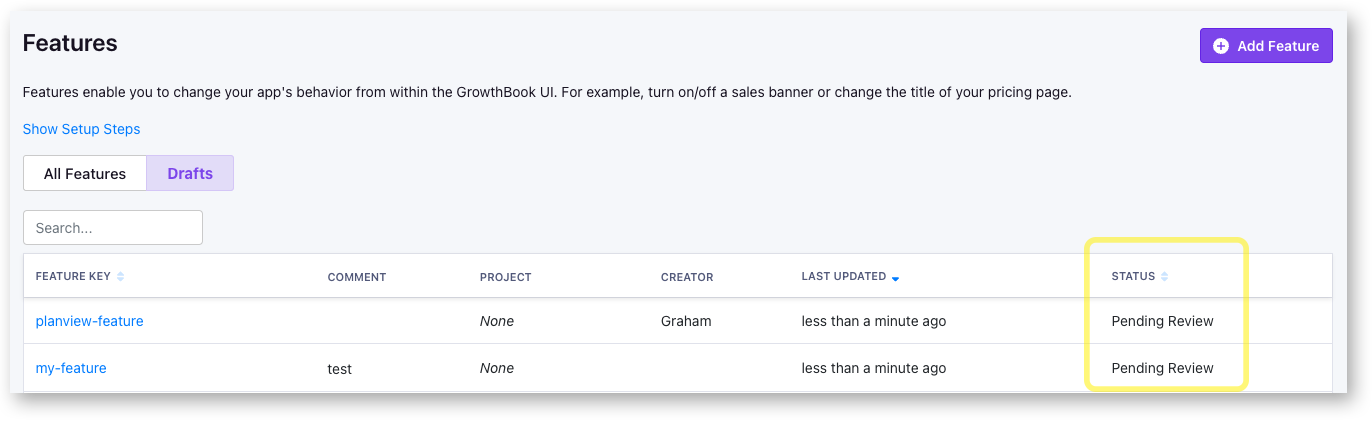 Features
Add Feature
Features enable you to change your app's behavior from within the GrowthBook UI. For example, turn on/off a sales banner or change the title of your pricing page.
Show Setup Steps
All Features Drafts
Search...
FEATURE KEY COMMENT PROJECT CREATOR LAST UPDATED STATUS
planview-feature None Graham less than a minute ago Pending Review
my-feature test None less than a minute ago Pending Review